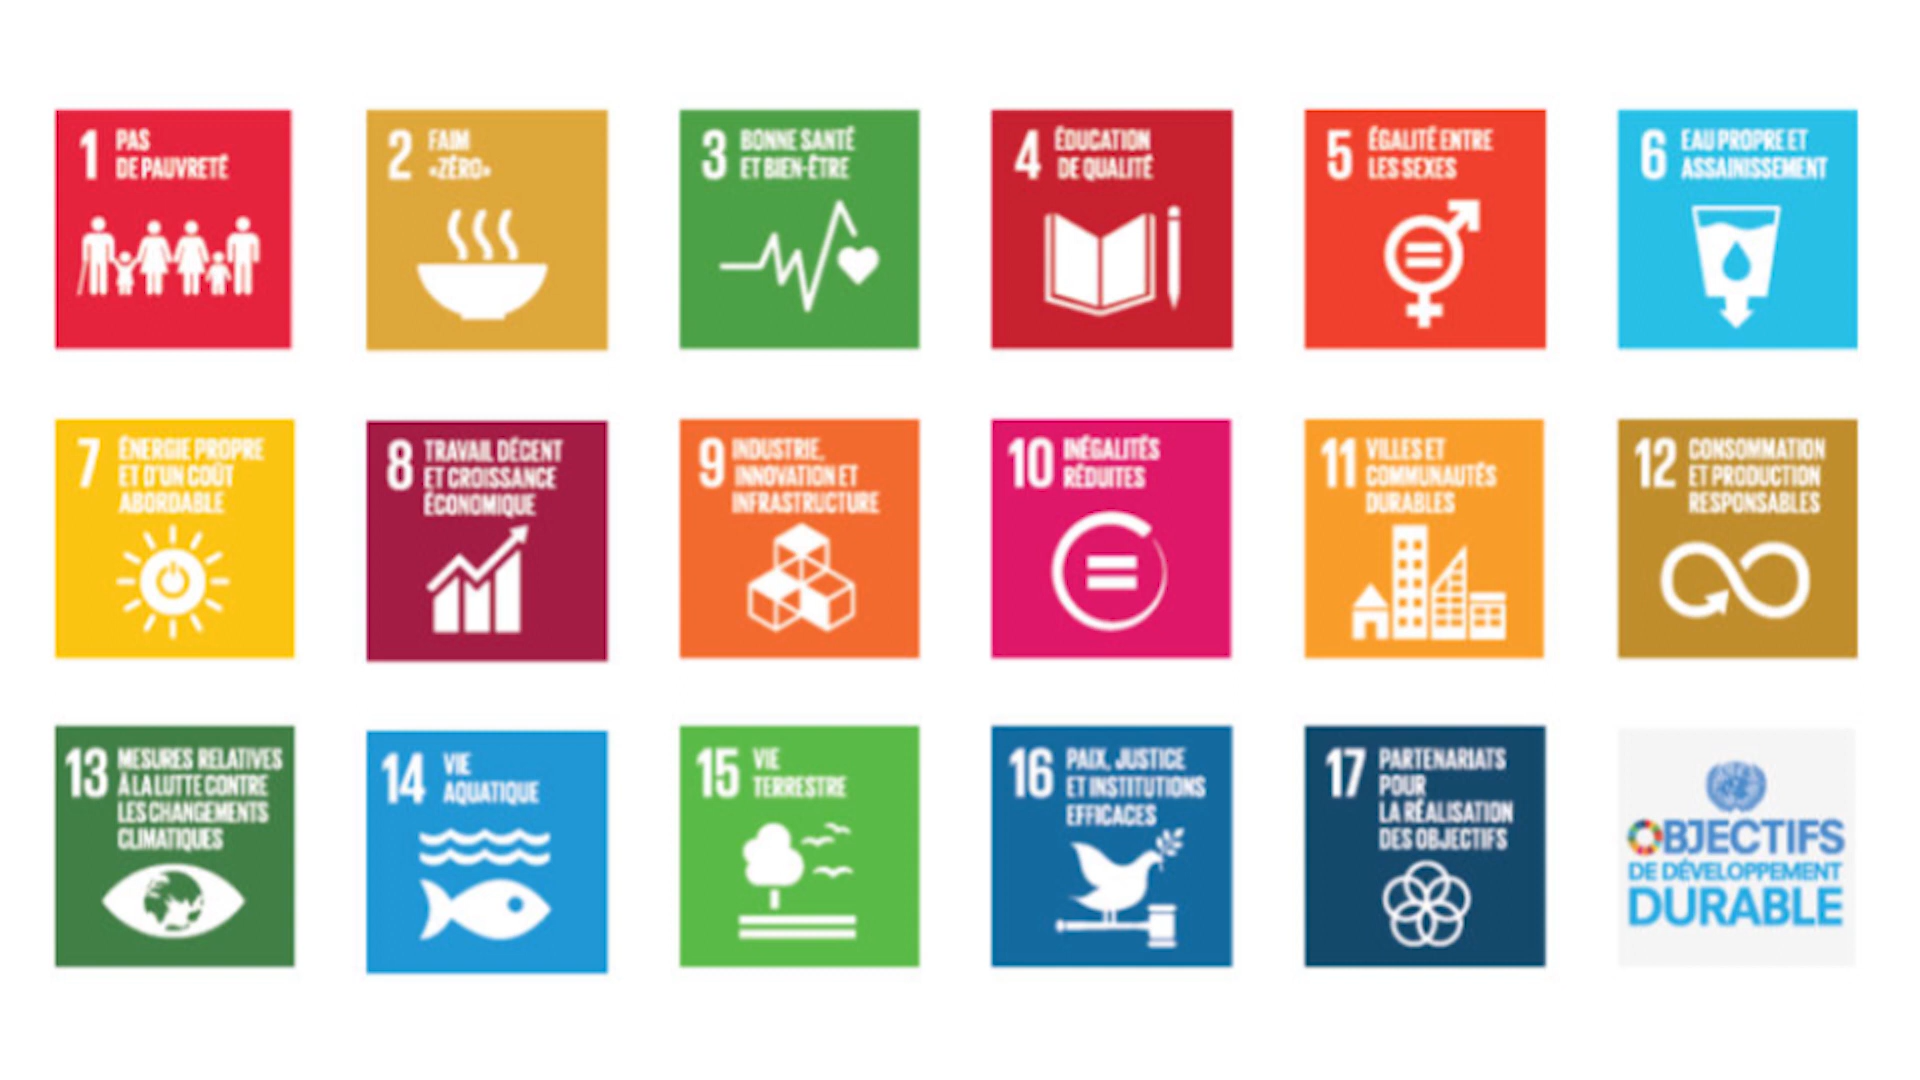 1 PAS
DE PAUVRETÉ
2 FAIM
«ZÉRO»
3 BONNE SANTÉ
ET BIEN-ÊTRE
4 ÉDUCATION
DE QUALITÉ
5 ÉGALITÉ ENTRE
LES SEXES
6 EAU PROPRE ET
ASSAINISSEMENT
7 ÉNERGIE PROPRE
ET D'UN COÛT
ABORDABLE
8 TRAVAIL DÉCENT
ET CROISSANCE
ÉCONOMIQUE
9 INDUSTRIE,
INNOVATION ET
INFRASTRUCTURE
10 INÉGALITÉS
RÉDUITES
11 VILLES ET
COMMUNAUTÉS
DURABLES
12 CONSOMMATION
ET PRODUCTION
RESPONSABLES
13 MESURES RELATIVES
À LA LUTTE CONTRE
LES CHANGEMENTS
CLIMATIQUES
14 VIE
AQUATIQUE
15 VIE
TERRESTRE
16 PAIX, JUSTICE
ET INSTITUTIONS
EFFICACES
17 PARTENARIATS
POUR
LA RÉALISATION
DES OBJECTIFS
OBJECTIFS
DE DÉVELOPPEMENT
DURABLE